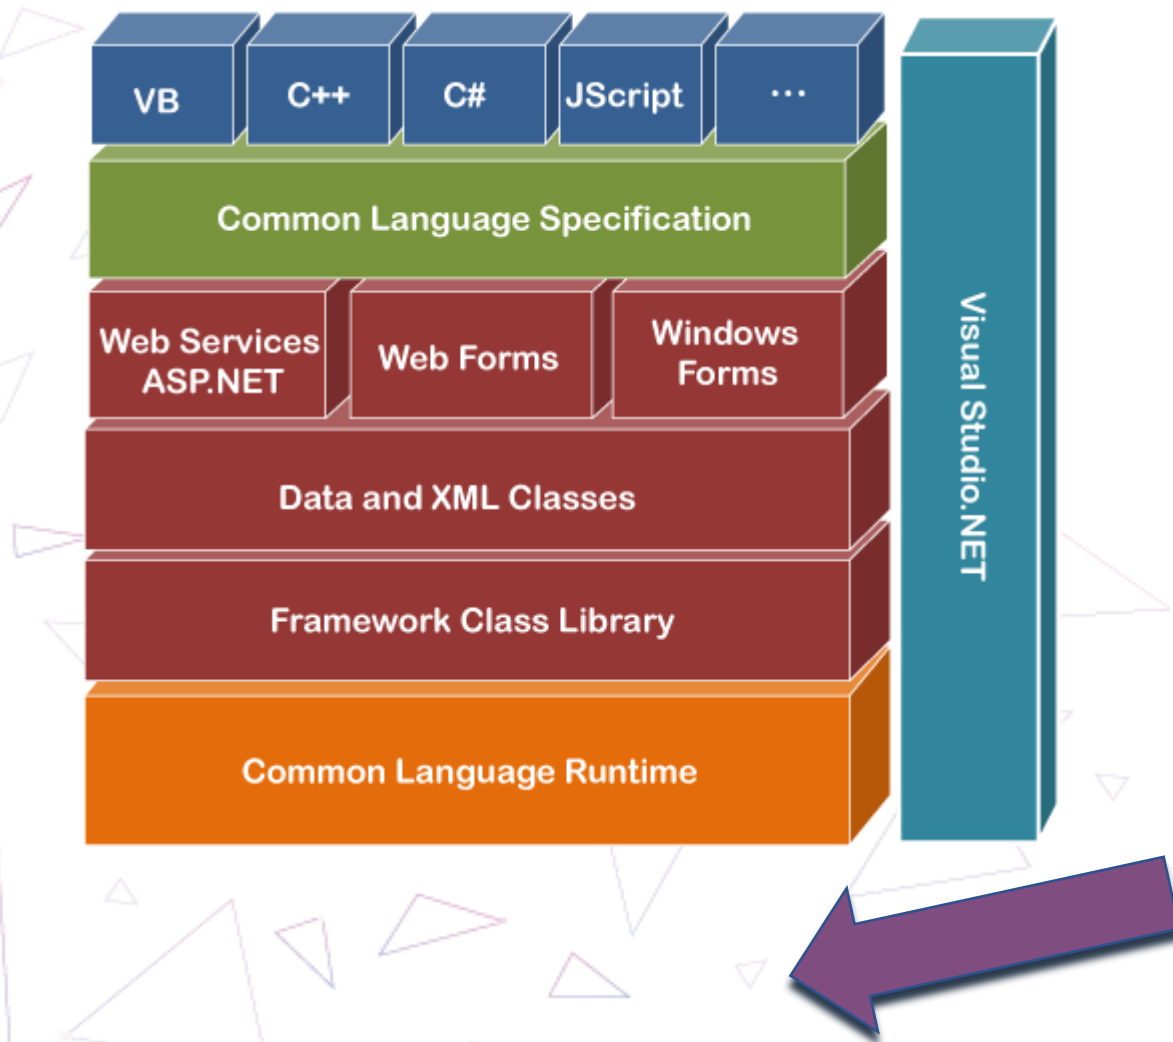 VB
C++
C#
JScript
...
Common Language Specification
Web Services
ASP.NET
Web Forms
Windows
Forms
Data and XML Classes
Framework Class Library
Common Language Runtime
Visual Studio.NET